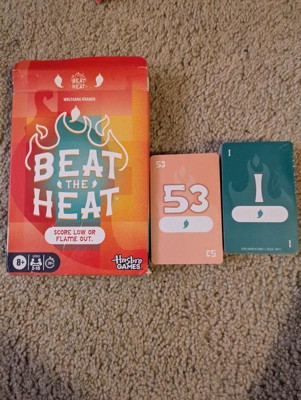 BEAT
THE
HEAT
WOLFGANG KRAMER
BEAT
THE
HEAT
SCORE LOW OR
FLAME OUT.
8+
Hasbro
GAMES
53
53
53
1
1
1